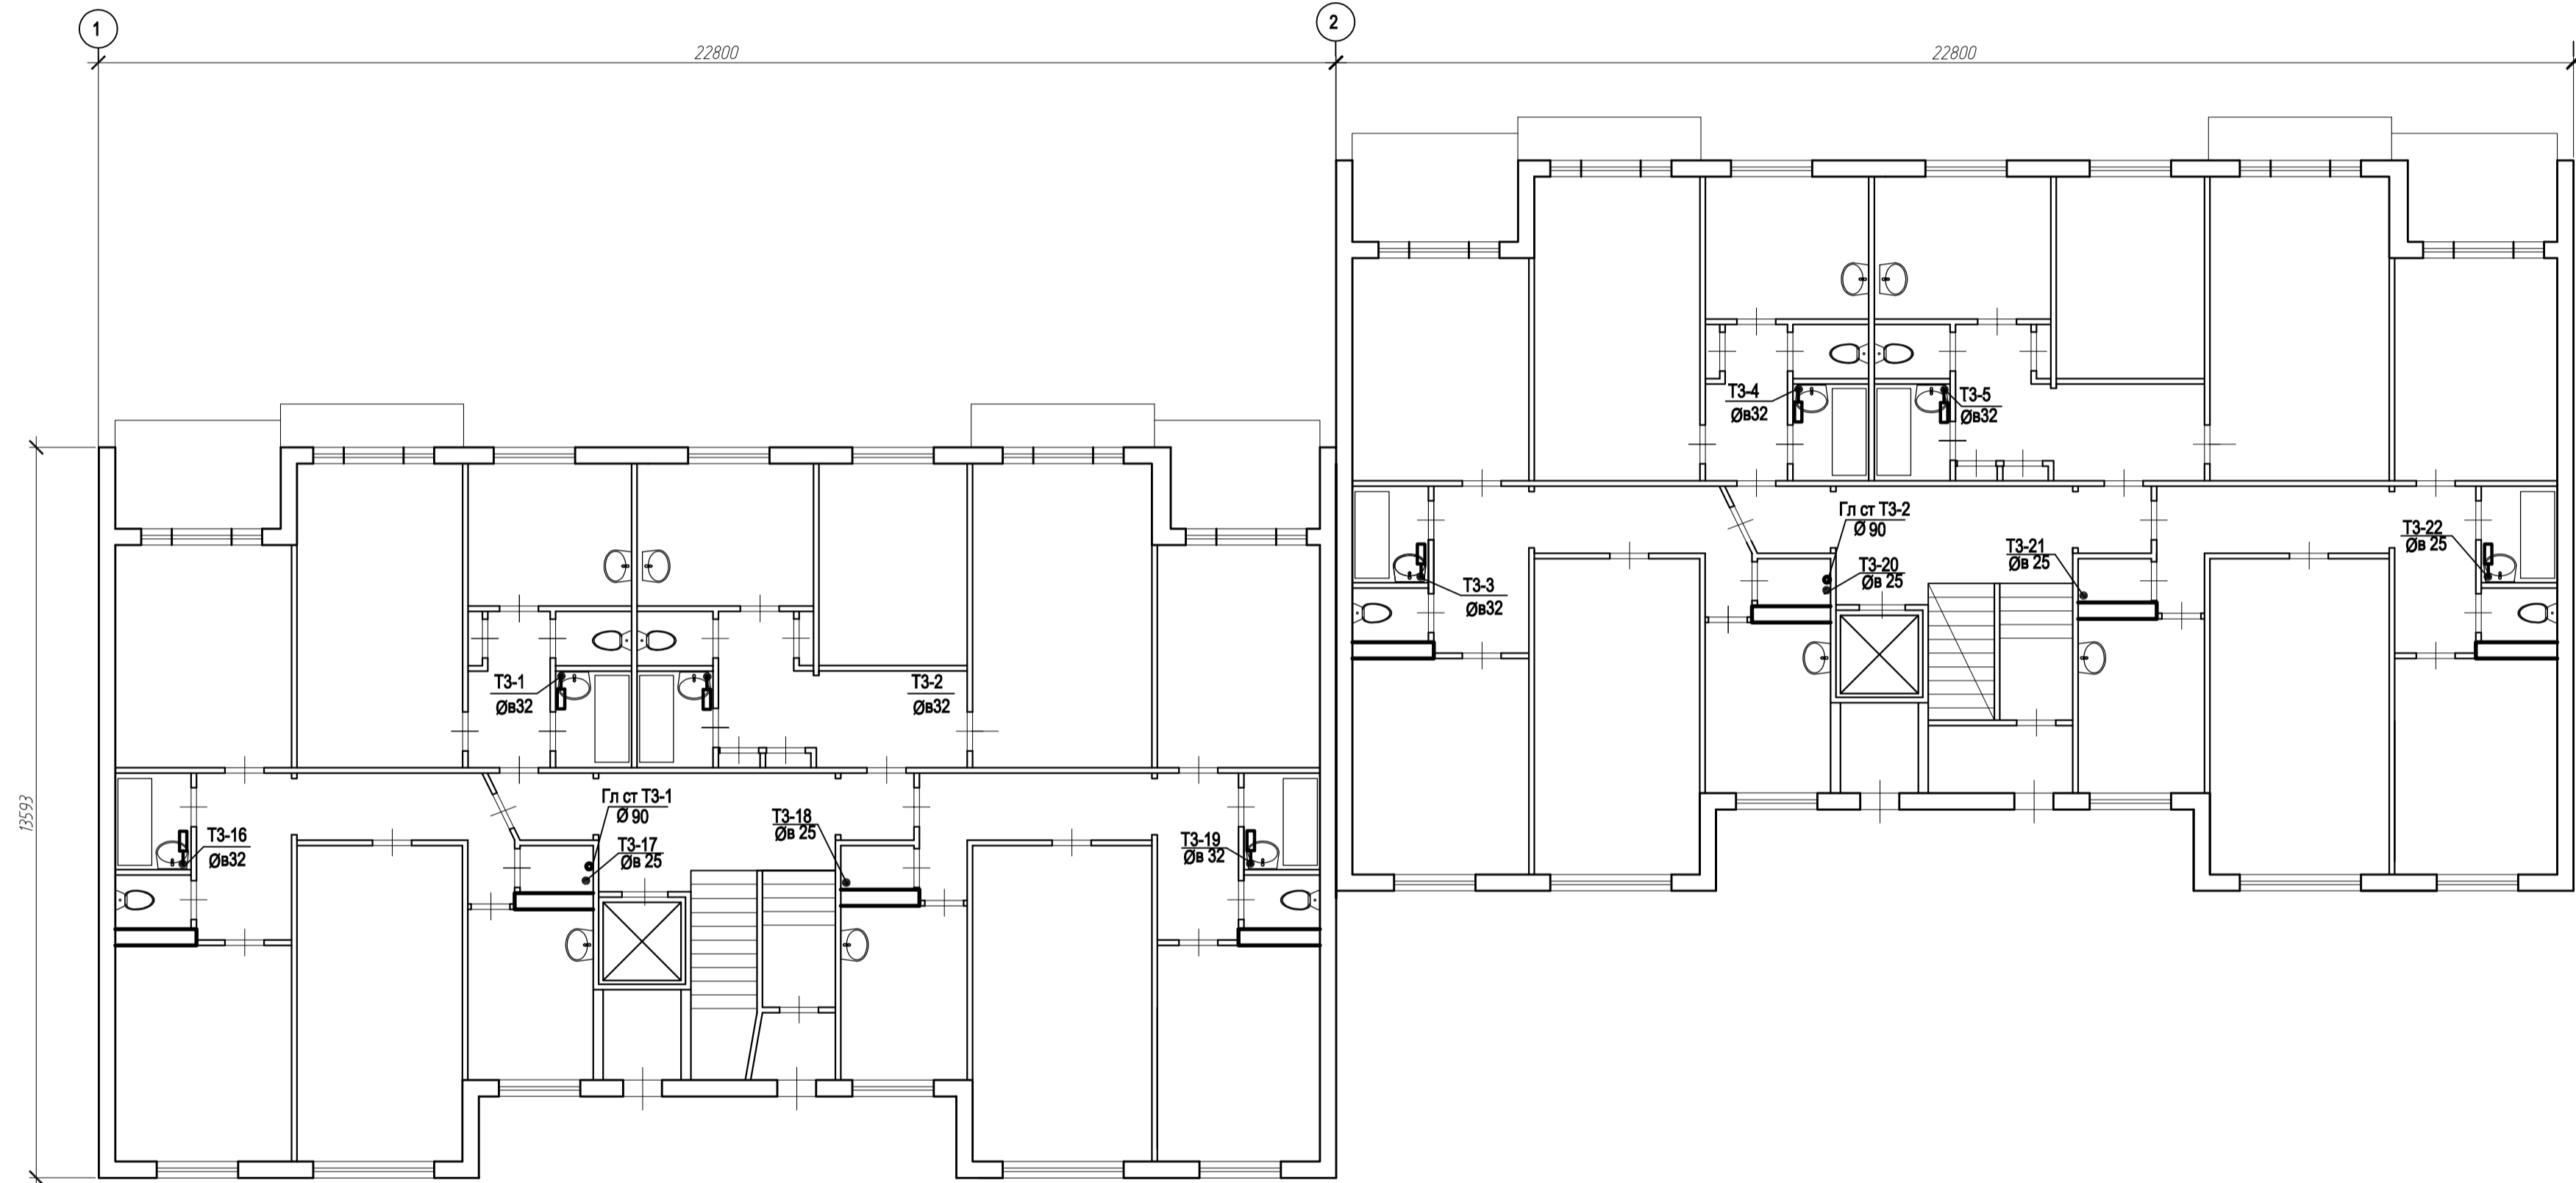 1
2
22800
22800
Т3-4
Øв32
Т3-5
Øв32
Гл ст Т3-2
Ø 90
Т3-20
Øв 25
Т3-21
Øв 25
Т3-22
Øв 25
Т3-3
Øв32
Т3-1
Øв32
Т3-2
Øв32
Гл ст Т3-1
Ø 90
Т3-17
Øв 25
Т3-18
Øв 25
Т3-19
Øв 32
Т3-16
Øв32
13593